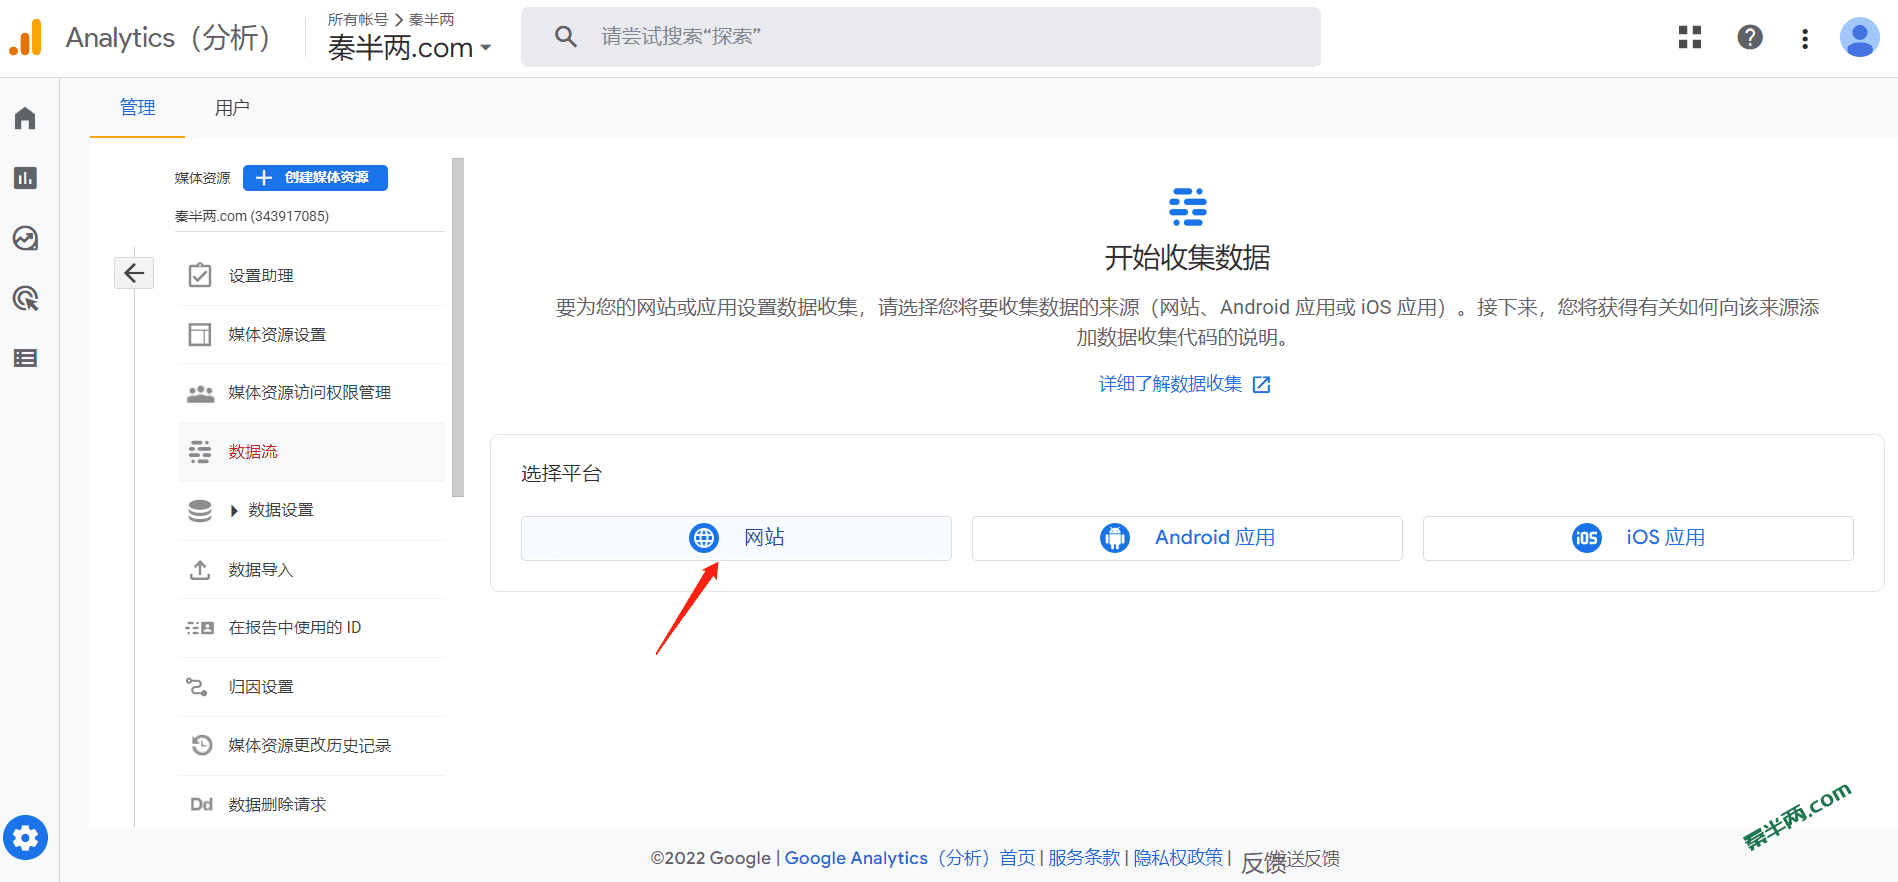 Analytics（分析）
所有帐号 > 秦半两
秦半两.com
请尝试搜索“探索”
管理
用户
媒体资源
创建媒体资源
秦半两.com (343917085)
设置助理
媒体资源设置
媒体资源访问权限管理
数据流
数据设置
数据导入
在报告中使用的 ID
归因设置
媒体资源更改历史记录
Dd 数据删除请求
开始收集数据
要为您的网站或应用设置数据收集，请选择您将要收集数据的来源（网站、Android 应用或 iOS 应用）。接下来，您将获得有关如何向该来源添
加数据收集代码的说明。
详细了解数据收集
选择平台
网站
Android 应用
iOS iOS 应用
秦半两.com
©2022 Google | Google Analytics（分析）首页 | 服务条款 | 隐私权政策 | 反馈 发送反馈